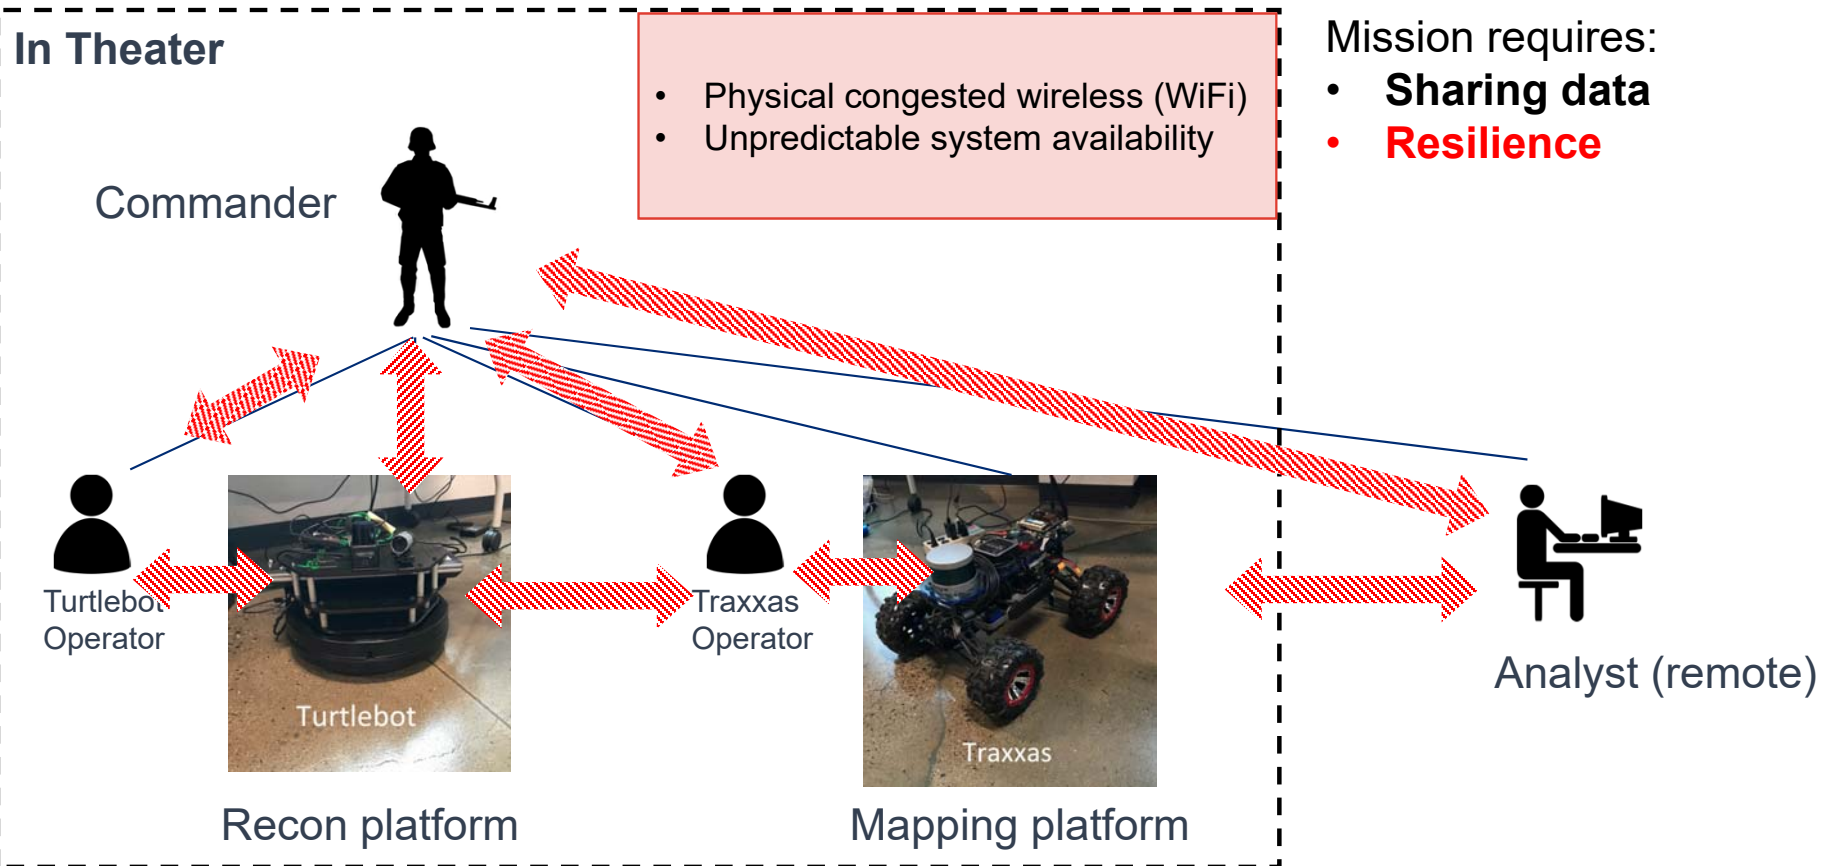 In Theater
• Physical congested wireless (WiFi)
• Unpredictable system availability
Mission requires:
• Sharing data
• Resilience
Commander
Turtlebot
Operator
Turtlebot
Traxxas
Operator
Traxxas
Analyst (remote)
Recon platform
Mapping platform